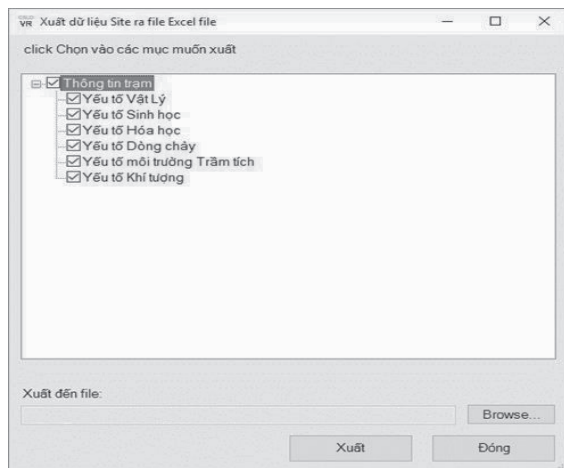 VR Xuất dữ liệu Site ra file Excel file
click Chọn vào các mục muốn xuất
Thông tin trạm
Yếu tố Vật Lý
Yếu tố Sinh học
Yếu tố Hóa học
Yếu tố Dòng chảy
Yếu tố môi trường Trầm tích
Yếu tố Khí tượng
Xuất đến file:
Browse...
Xuất Đóng